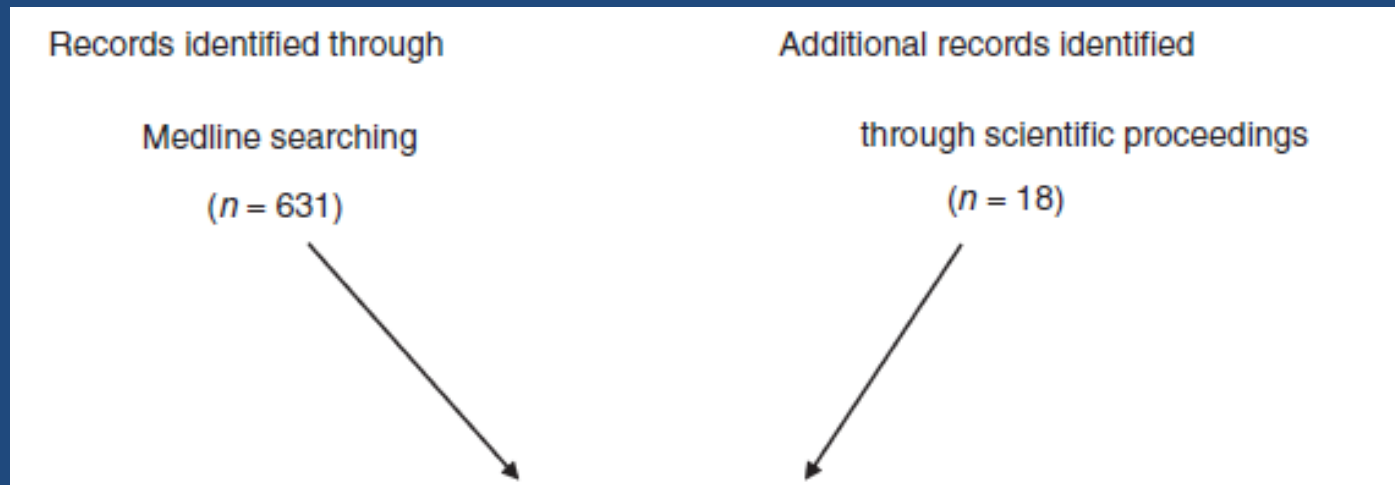 Records identified through
Medline searching
(n = 631)
Additional records identified
through scientific proceedings
(n = 18)